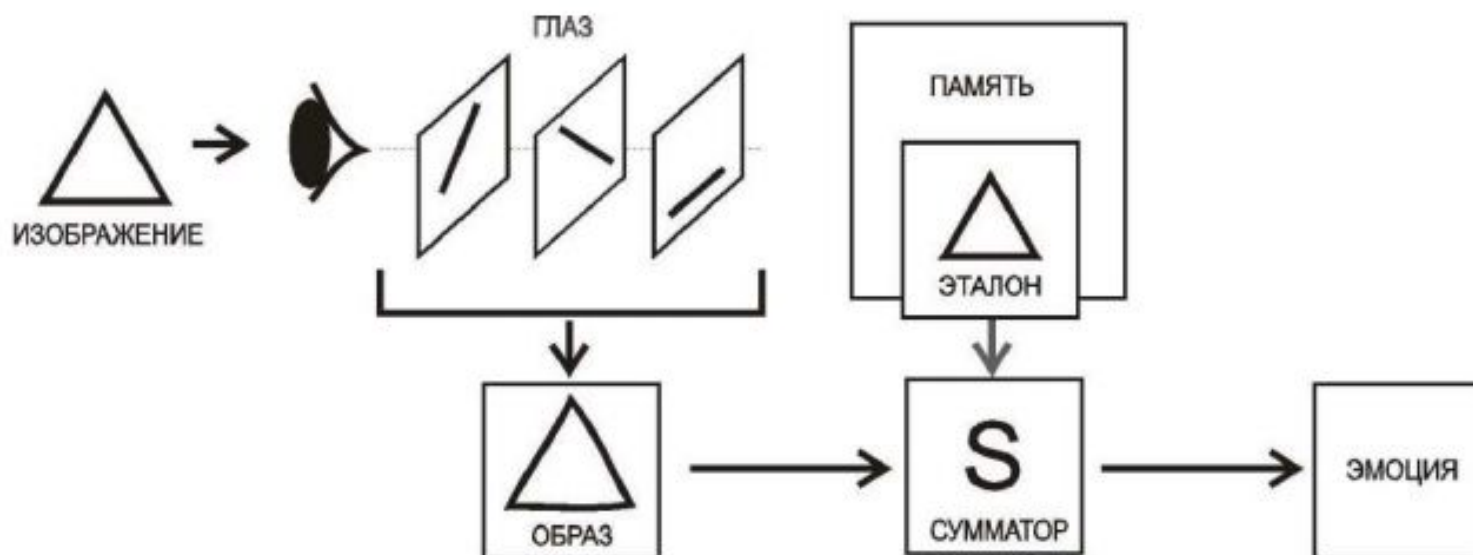 ГЛАЗ
ПАМЯТЬ
ИЗОБРАЖЕНИЕ
ЭТАЛОН
ОБРАЗ
S
СУММАТОР
ЭМОЦИЯ